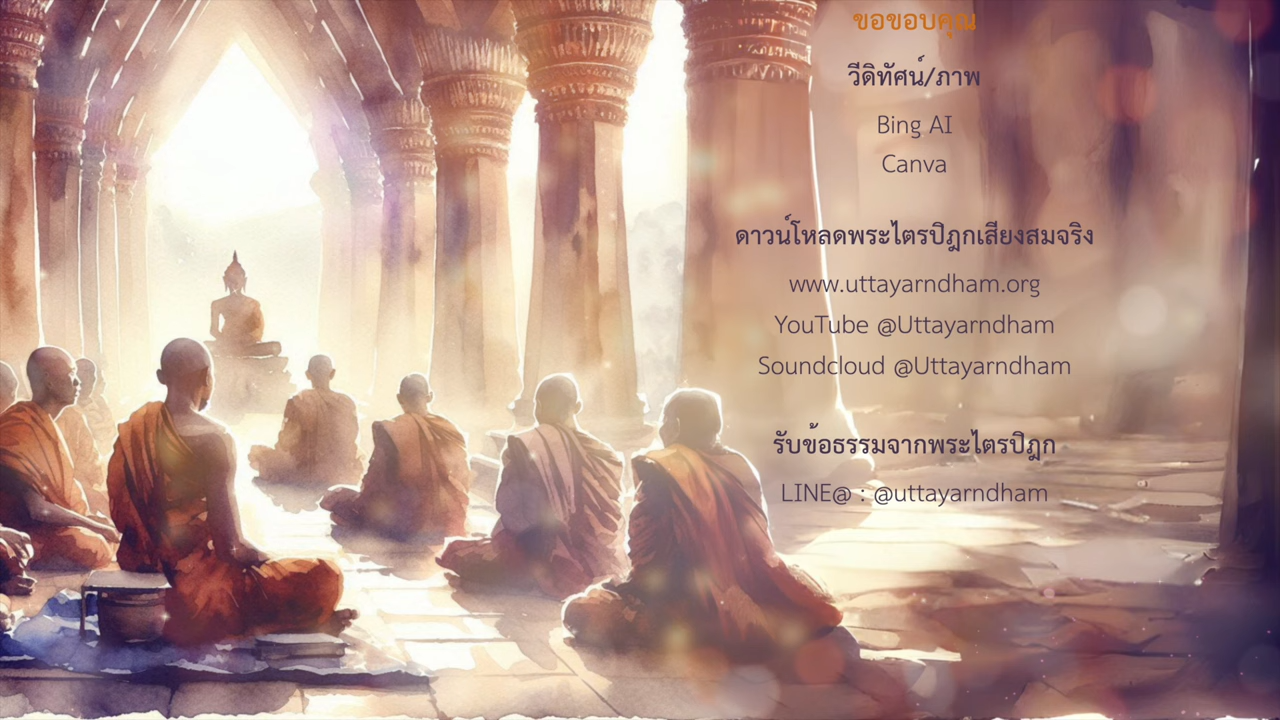 ขอขอบคุณ
วีดิทัศน์/ภาพ
Bing AI
Canva
ดาวน์โหลดพระไตรปิฎกเสียงสมจริง
www.uttayarndham.org
YouTube @Uttayarndham
Soundcloud @Uttayarndham
รับข้อธรรมจากพระไตรปิฎก
LINE@ : @uttayarndham